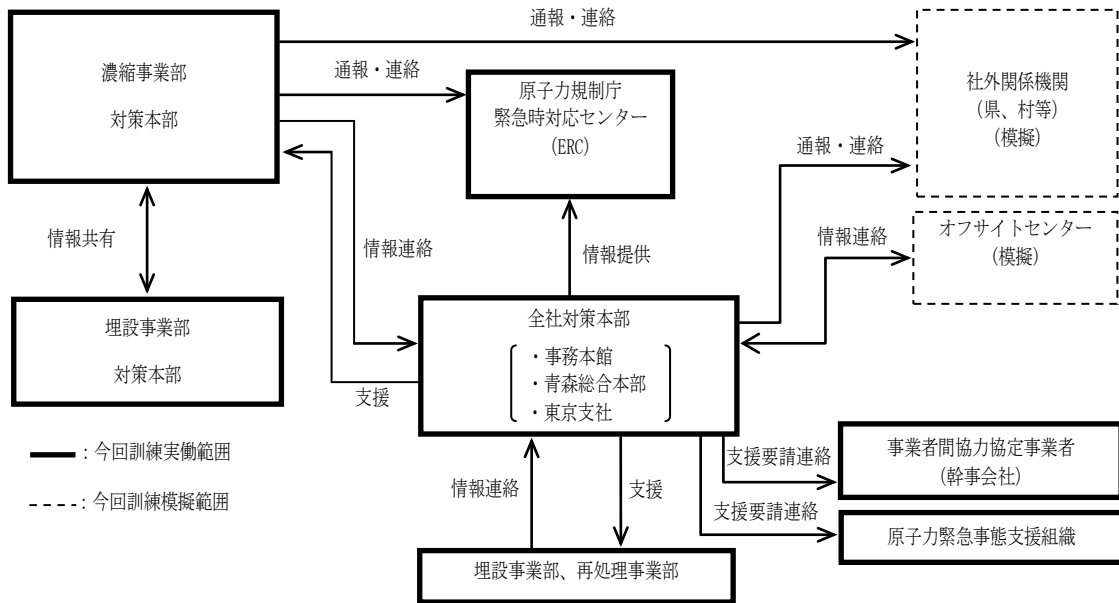 通報・連絡
濃縮事業部
対策本部
通報・連絡
原子力規制庁
緊急時対応センター
(ERC)
社外関係機関
(県、村等)
(模擬)
通報・連絡
情報共有
情報連絡
情報提供
情報連絡
オフサイトセンター
(模擬)
埋設事業部
対策本部
全社対策本部
・事務本館
・青森総合本部
・東京支社
支援
:今回訓練実働範囲
:今回訓練模擬範囲
情報連絡
支援
支援要請連絡
事業者間協力協定事業者
(幹事会社)
支援要請連絡
原子力緊急事態支援組織
埋設事業部、再処理事業部